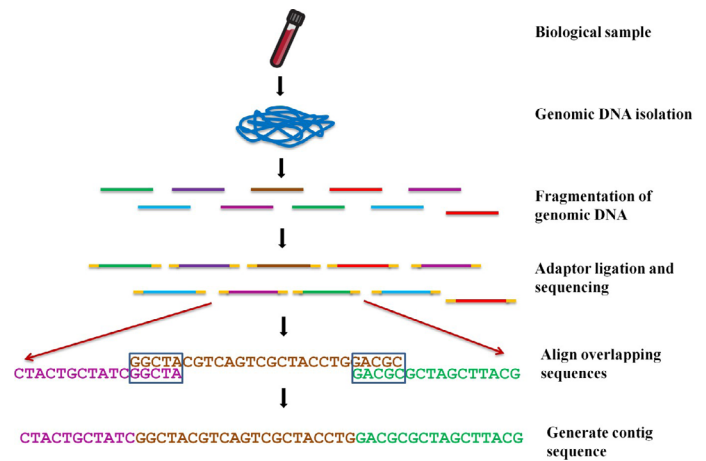 Biological sample
Genomic DNA isolation
Fragmentation of
genomic DNA
Adaptor ligation and
sequencing
GGCTACGTCAGTCGCTACCTGGACGC
CTACTGCTATCGGCTA GACGCGCTAGCTTACG
Align overlapping
sequences
CTACTGCTATCGGCTACGTCAGTCGCTACCTGGACGCGCTAGCTTACG
Generate contig
sequence